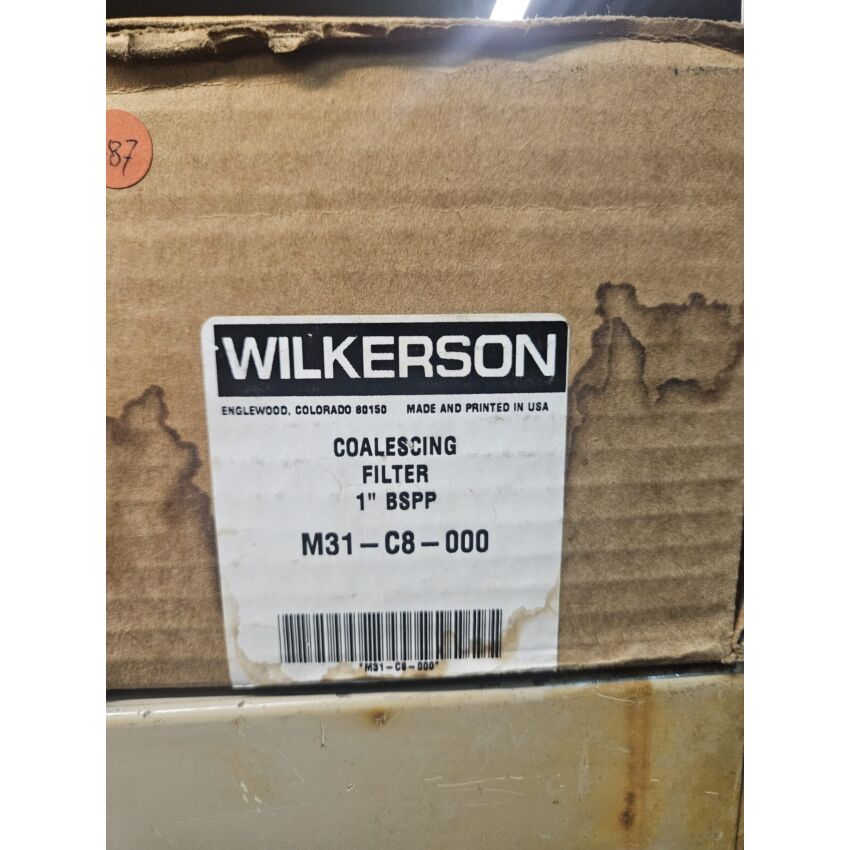 87
WILKERSON
ENGLEWOOD, COLORADO 80150 MADE AND PRINTED IN USA
COALESCING
FILTER
1" BSPP
M31-C8-000
*M31-C8-000*